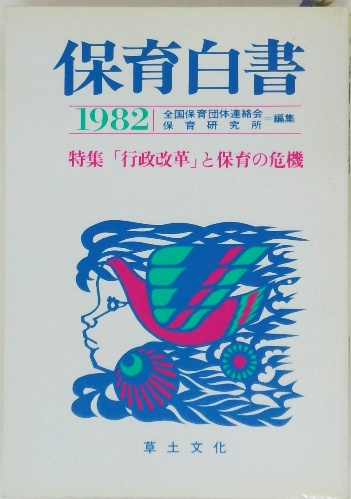 保育白書
1982 全国保育団体連絡会
保育研究所=編集
特集「行政改革」と保育の危機
草土文化